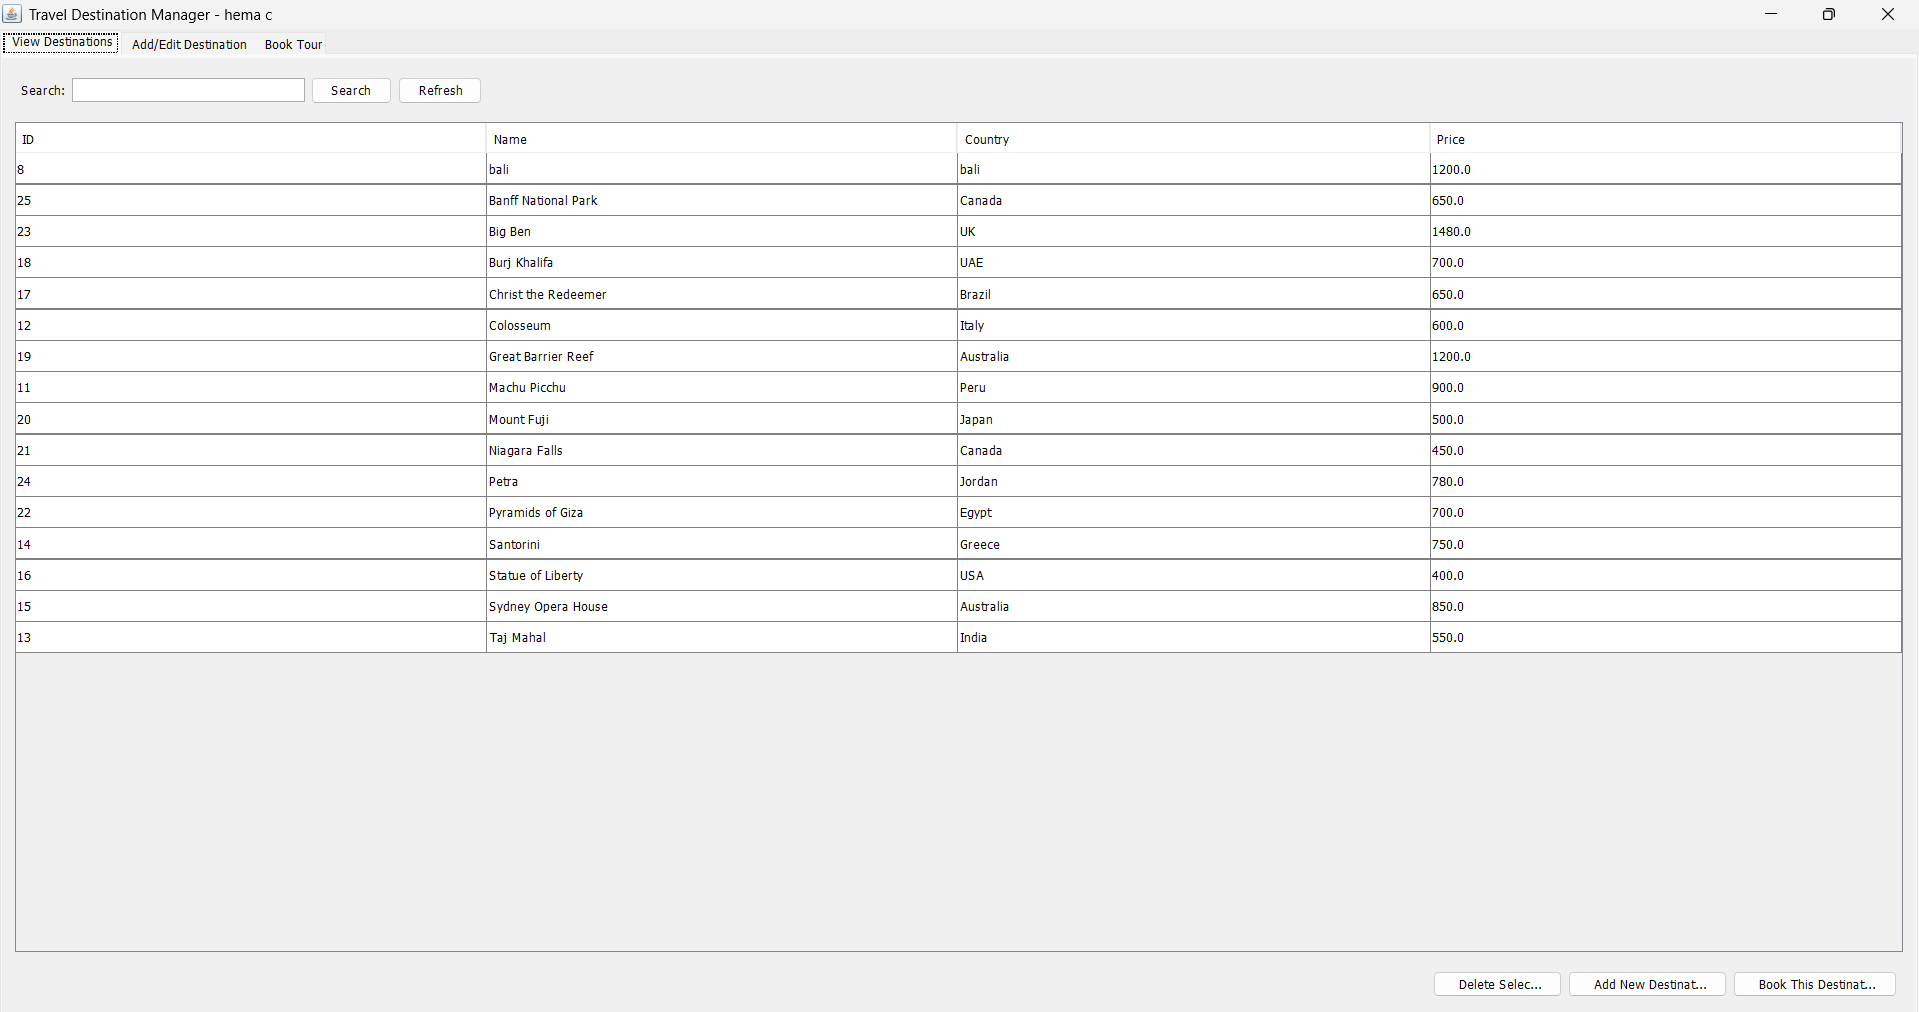 Travel Destination Manager - hema c
View Destinations Add/Edit Destination Book Tour
Search: Search Refresh
ID Name Country Price
8 bali bali 1200.0
25 Banff National Park Canada 650.0
23 Big Ben UK 1480.0
18 Burj Khalifa UAE 700.0
17 Christ the Redeemer Brazil 650.0
12 Colosseum Italy 600.0
19 Great Barrier Reef Australia 1200.0
11 Machu Picchu Peru 900.0
20 Mount Fuji Japan 500.0
21 Niagara Falls Canada 450.0
24 Petra Jordan 780.0
22 Pyramids of Giza Egypt 700.0
14 Santorini Greece 750.0
16 Statue of Liberty USA 400.0
15 Sydney Opera House Australia 850.0
13 Taj Mahal India 550.0
Delete Selec... Add New Destinat... Book This Destinat...